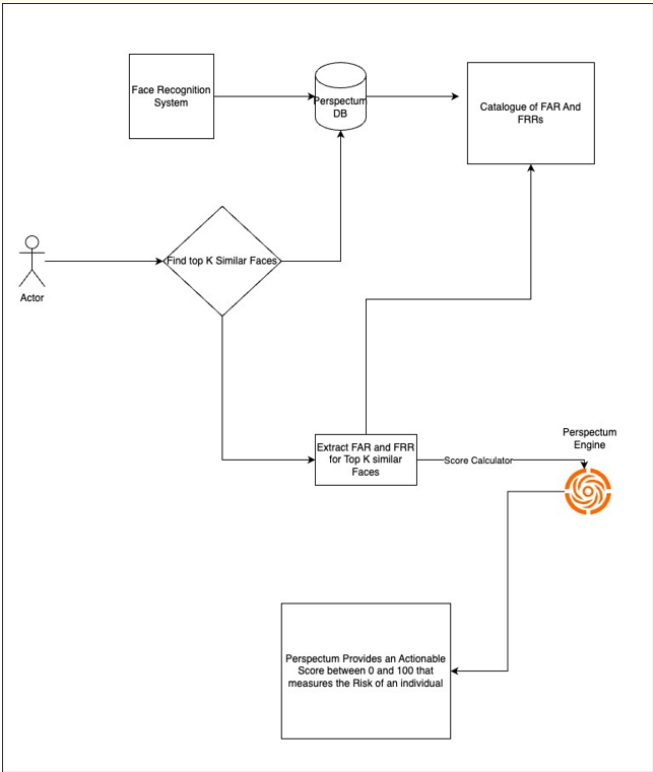 Face Recognition
System
Perspectum
DB
Catalogue of FAR And
FRRs
Find top K Similar Faces
Actor
Extract FAR and FRR
for Top K similar
Faces
Score Calculator
Perspectum
Engine
Perspectum Provides an Actionable
Score between 0 and 100 that
measures the Risk of an individual